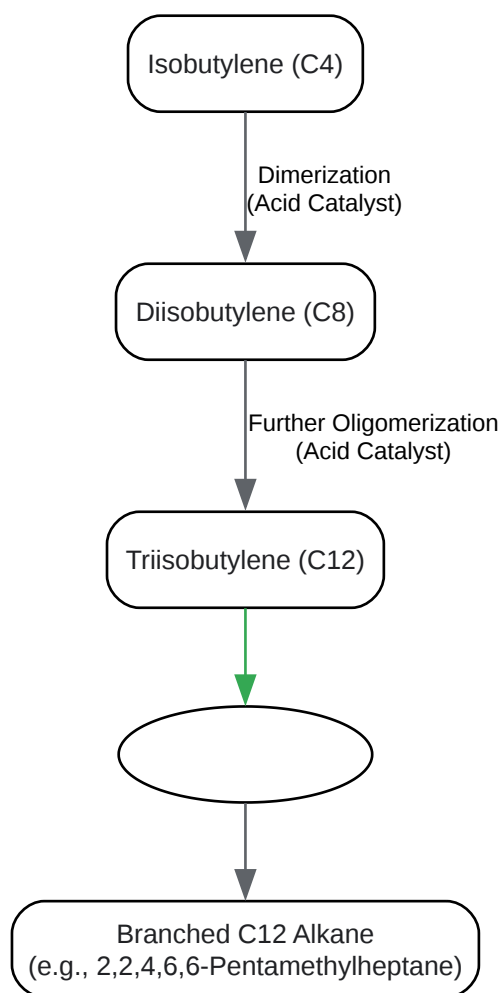 Isobutylene (C4)
Dimerization
(Acid Catalyst)
Diisobutylene (C8)
Further Oligomerization
(Acid Catalyst)
Triisobutylene (C12)
Branched C12 Alkane
(e.g., 2,2,4,6,6-Pentamethylheptane)